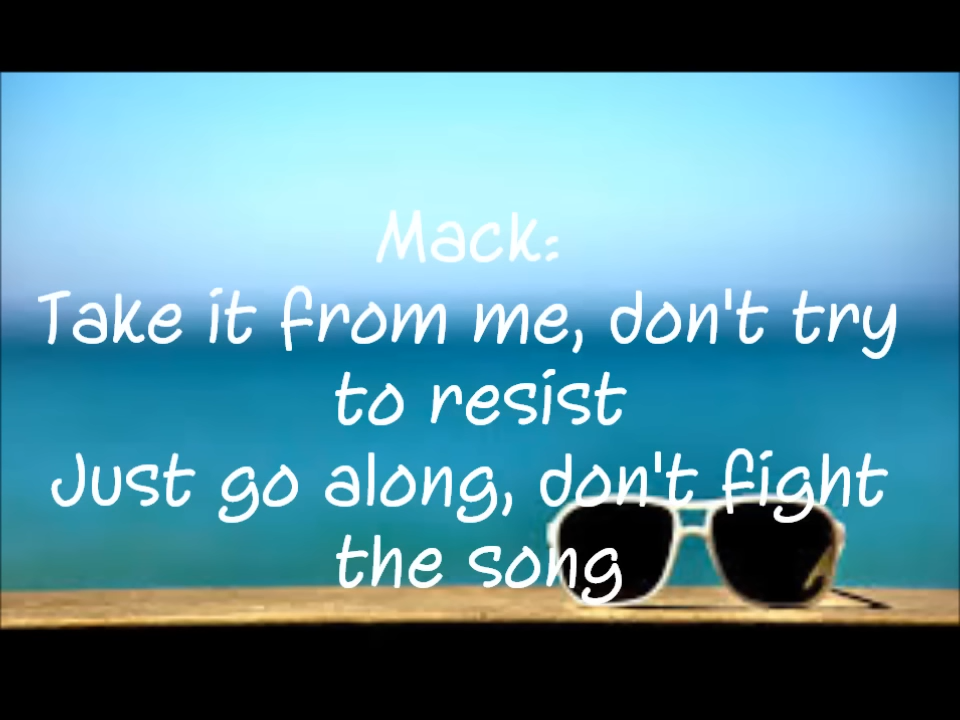 Mack:
Take it from me, don't try
to resist
Just go along, don't fight
the song